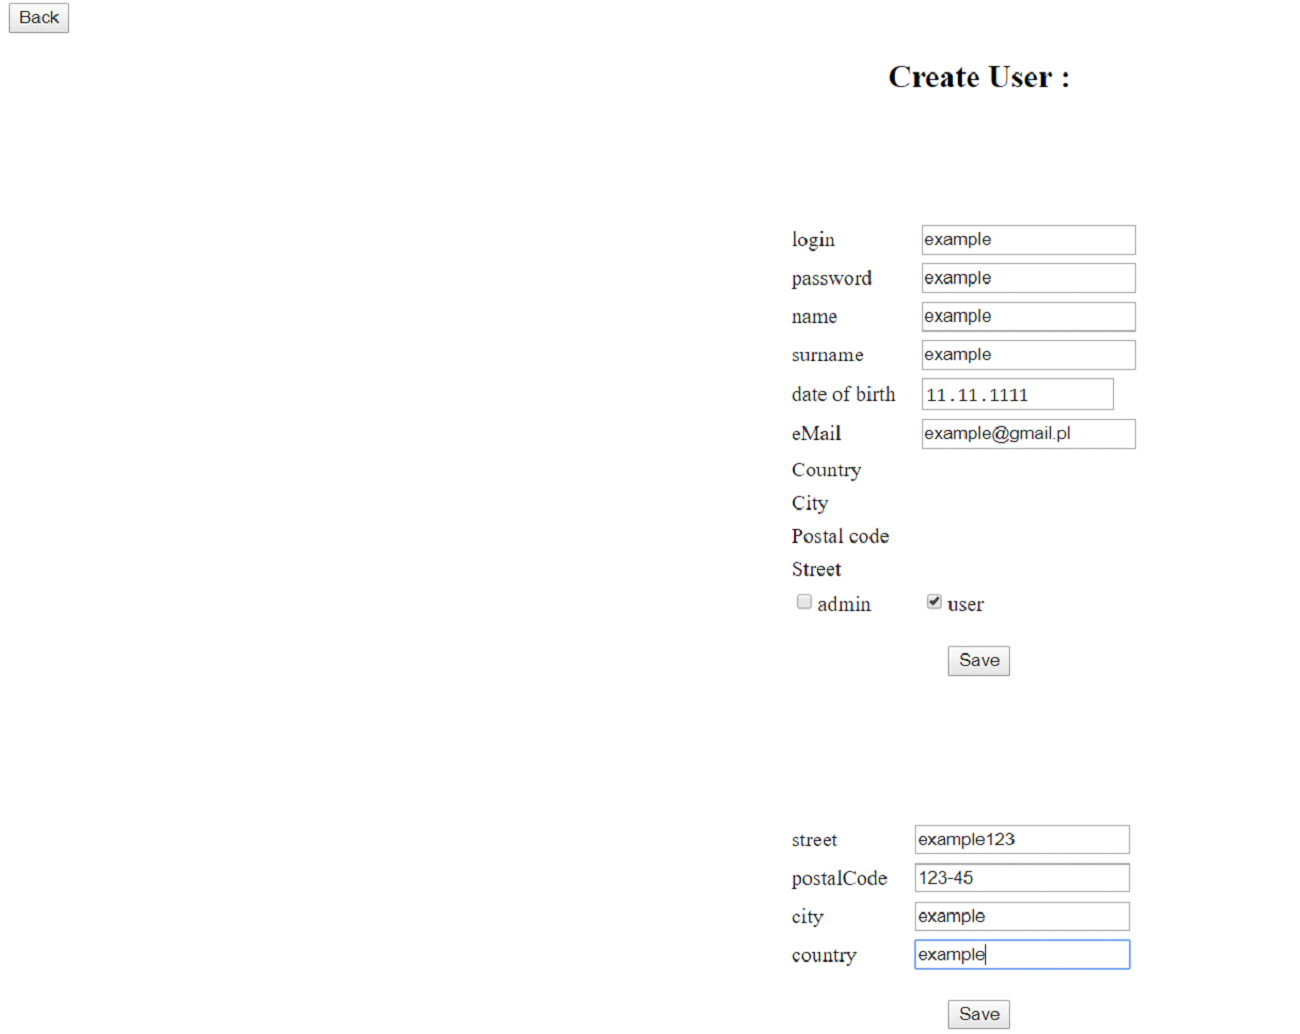 Back
Create User :
login example
password example
name example
surname example
date of birth 11.11.1111
eMail example@gmail.pl
Country
City
Postal code
Street
admin user
Save
street example123
postalCode 123-45
city example
country example
Save